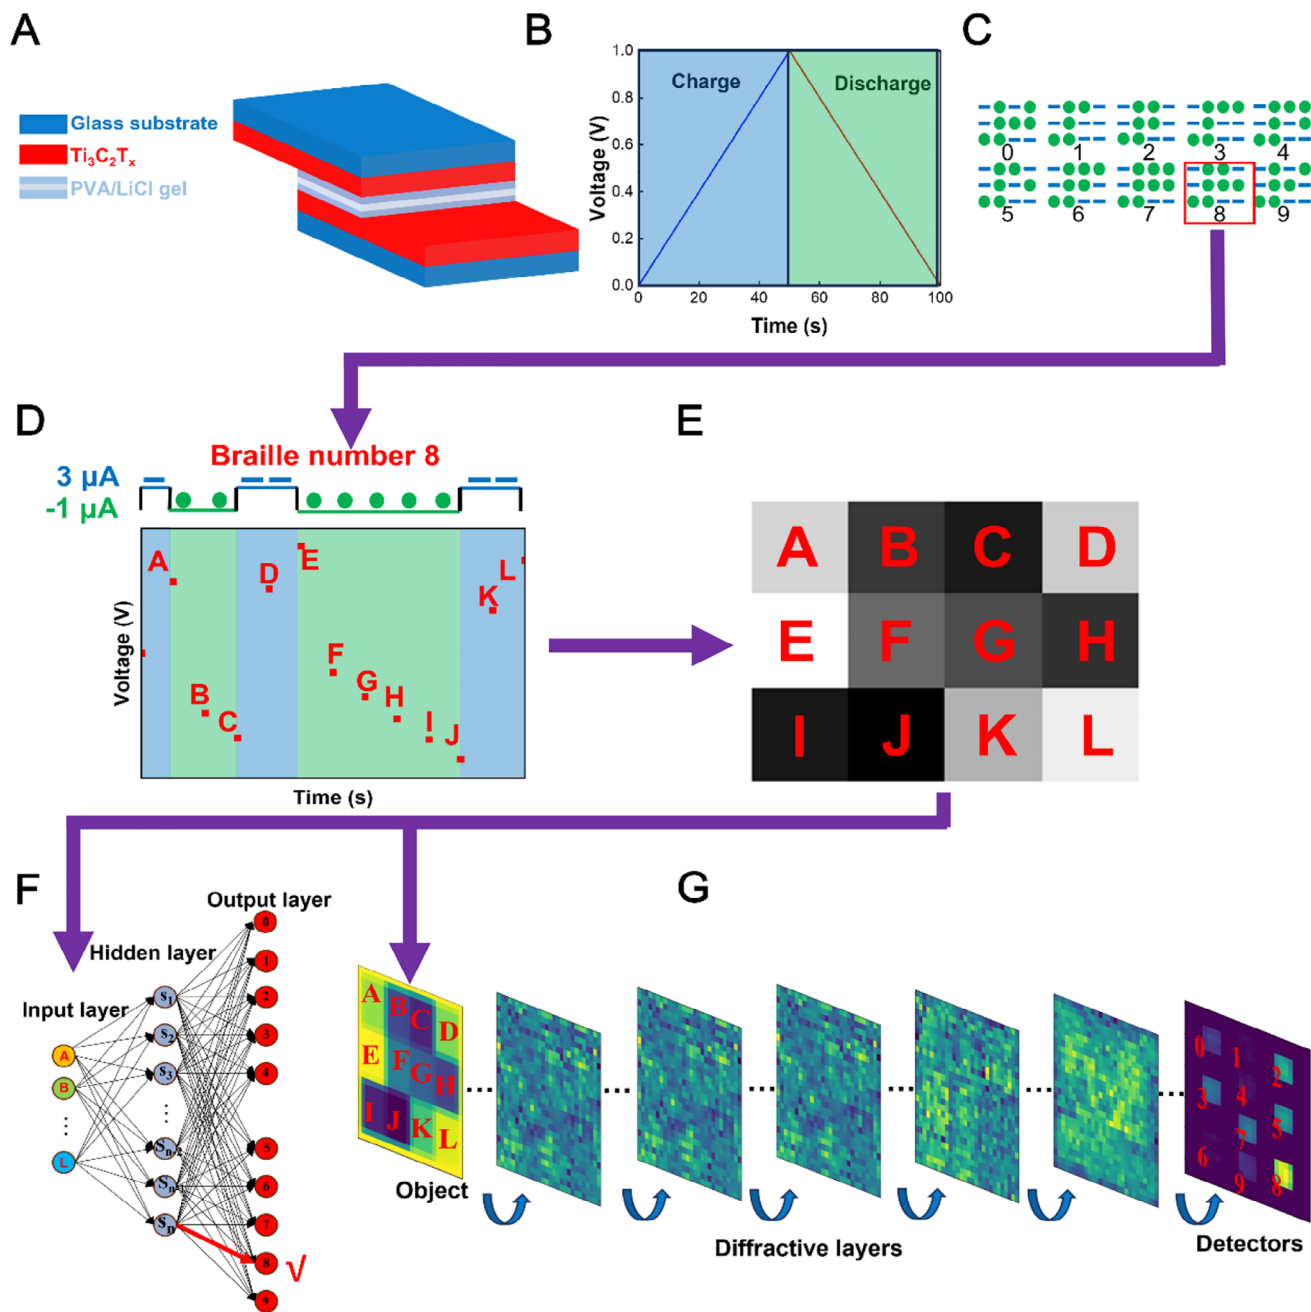 A
Glass substrate
Ti₃C₂Tₓ
PVA/LiCl gel
B
Charge
Discharge
Voltage (V)
1.0
0.8
0.6
0.4
0.2
0.0
0 20 40 60 80 100
Time (s)
C
0 1 2 3 4
5 6 7 8 9
D
Braille number 8
3 μA
-1 μA
Voltage (V)
A
B
C
D
E
F
G
H
I
J
K
L
Time (s)
E
A B C D
E F G H
I J K L
F
Input layer
Hidden layer
Output layer
A
B
L
S₁
S₂
S₃
Sₙ
0
1
2
3
4
5
6
7
8 √
9
G
A B C D
E F G H
I J K L
Object
Diffractive layers
0 1 2
3 4 5
6 7 8
9
Detectors